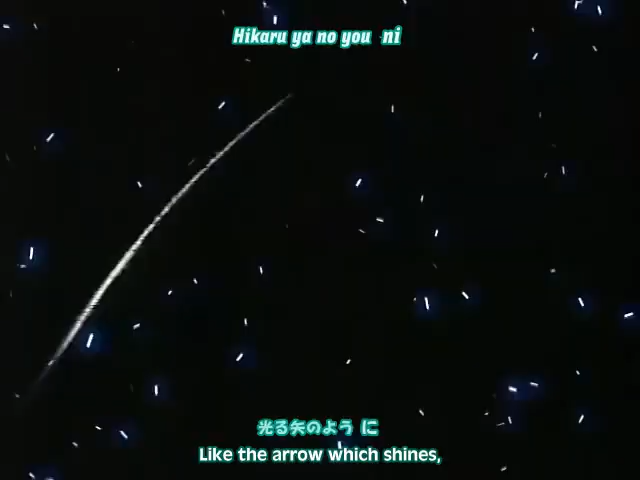 Hikaru ya no you ni
光る矢のように
Like the arrow which shines,